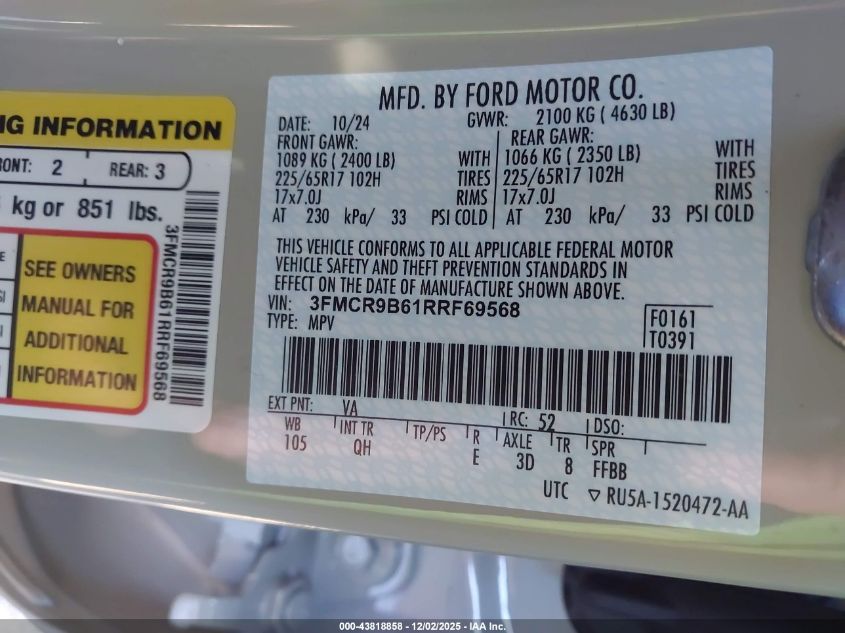 NG INFORMATION
FRONT: 2 REAR: 3
kg or 851 lbs.
SEE OWNERS
MANUAL FOR
ADDITIONAL
INFORMATION
3FMCR9B61RRF69568
MFD. BY FORD MOTOR CO.
DATE: 10/24 GVWR: 2100 KG ( 4630 LB)
FRONT GAWR: REAR GAWR:
1089 KG ( 2400 LB) WITH 1066 KG ( 2350 LB) WITH
225/65R17 102H TIRES 225/65R17 102H TIRES
17x7.0J RIMS 17x7.0J RIMS
AT 230 kPa/ 33 PSI COLD AT 230 kPa/ 33 PSI COLD
THIS VEHICLE CONFORMS TO ALL APPLICABLE FEDERAL MOTOR
VEHICLE SAFETY AND THEFT PREVENTION STANDARDS IN
EFFECT ON THE DATE OF MANUFACTURE SHOWN ABOVE.
VIN: 3FMCR9B61RRF69568
TYPE: MPV
F0161
T0391
EXT PNT: VA RC: 52 DSO:
WB INT TR TP/PS R AXLE TR SPR
105 QH E 3D 8 FFBB
UTC ▽ RU5A-1520472-AA
000-43818858 - 12/02/2025 - IAA Inc.